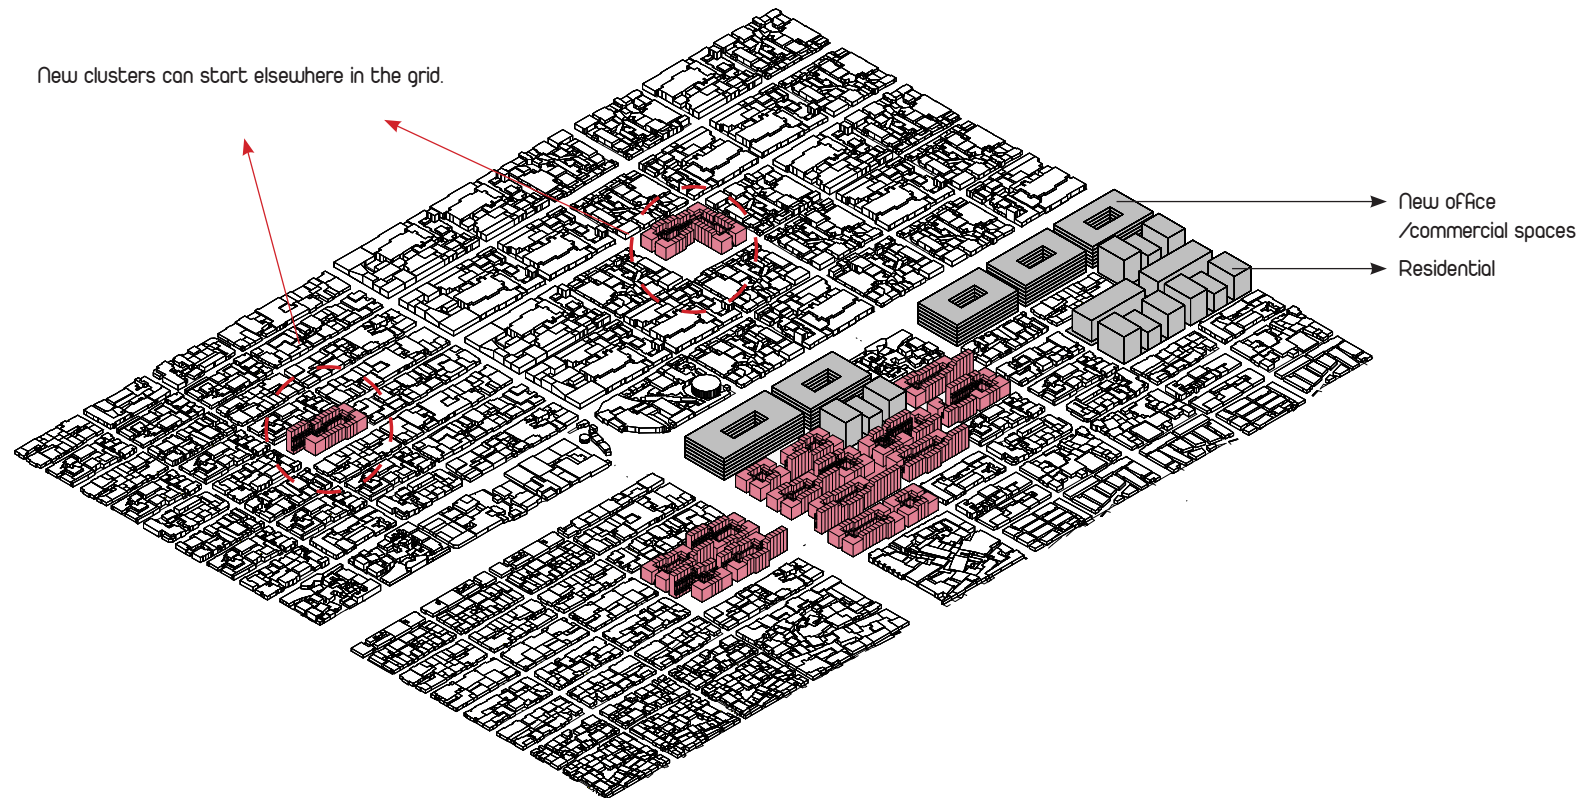 New clusters can start elsewhere in the grid.
New office
/commercial spaces
Residential